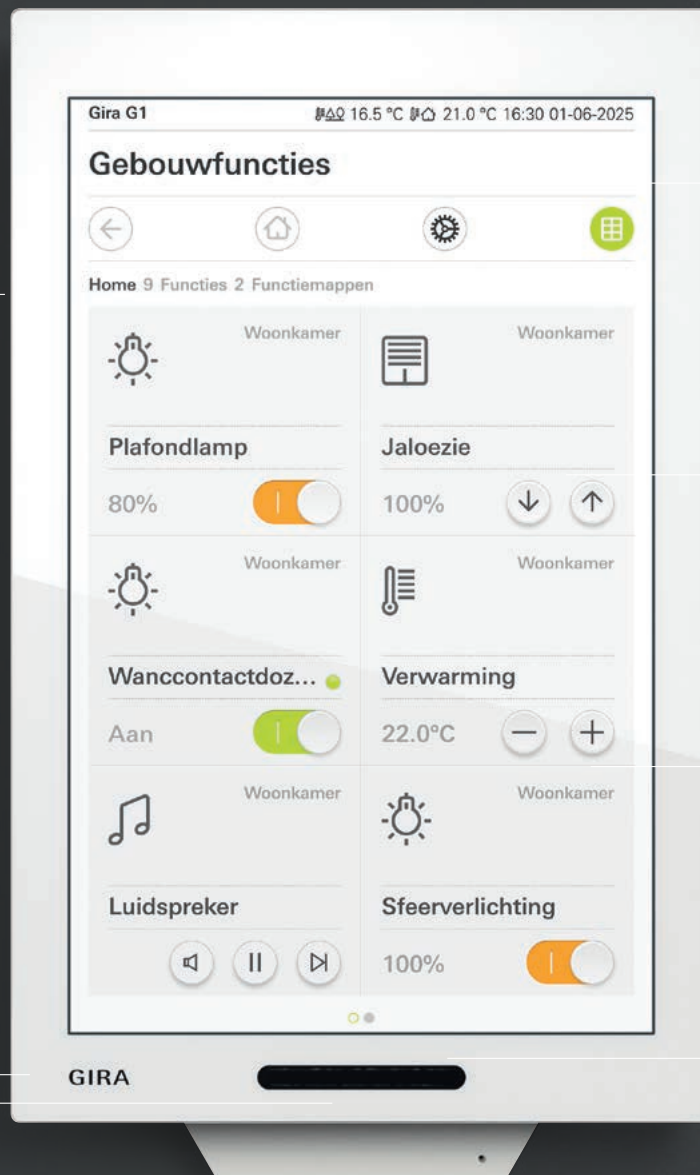 Gira G1 16.5 °C 21.0 °C 16:30 01-06-2025
Gebouwfuncties
Home 9 Functies 2 Functiemappen
Woonkamer Woonkamer
Plafondlamp Jaloezie
80% 100%
Woonkamer Woonkamer
Wanccontactdoz... Verwarming
Aan 22.0°C
Woonkamer Woonkamer
Luidspreker Sfeerverlichting
100%
GIRA